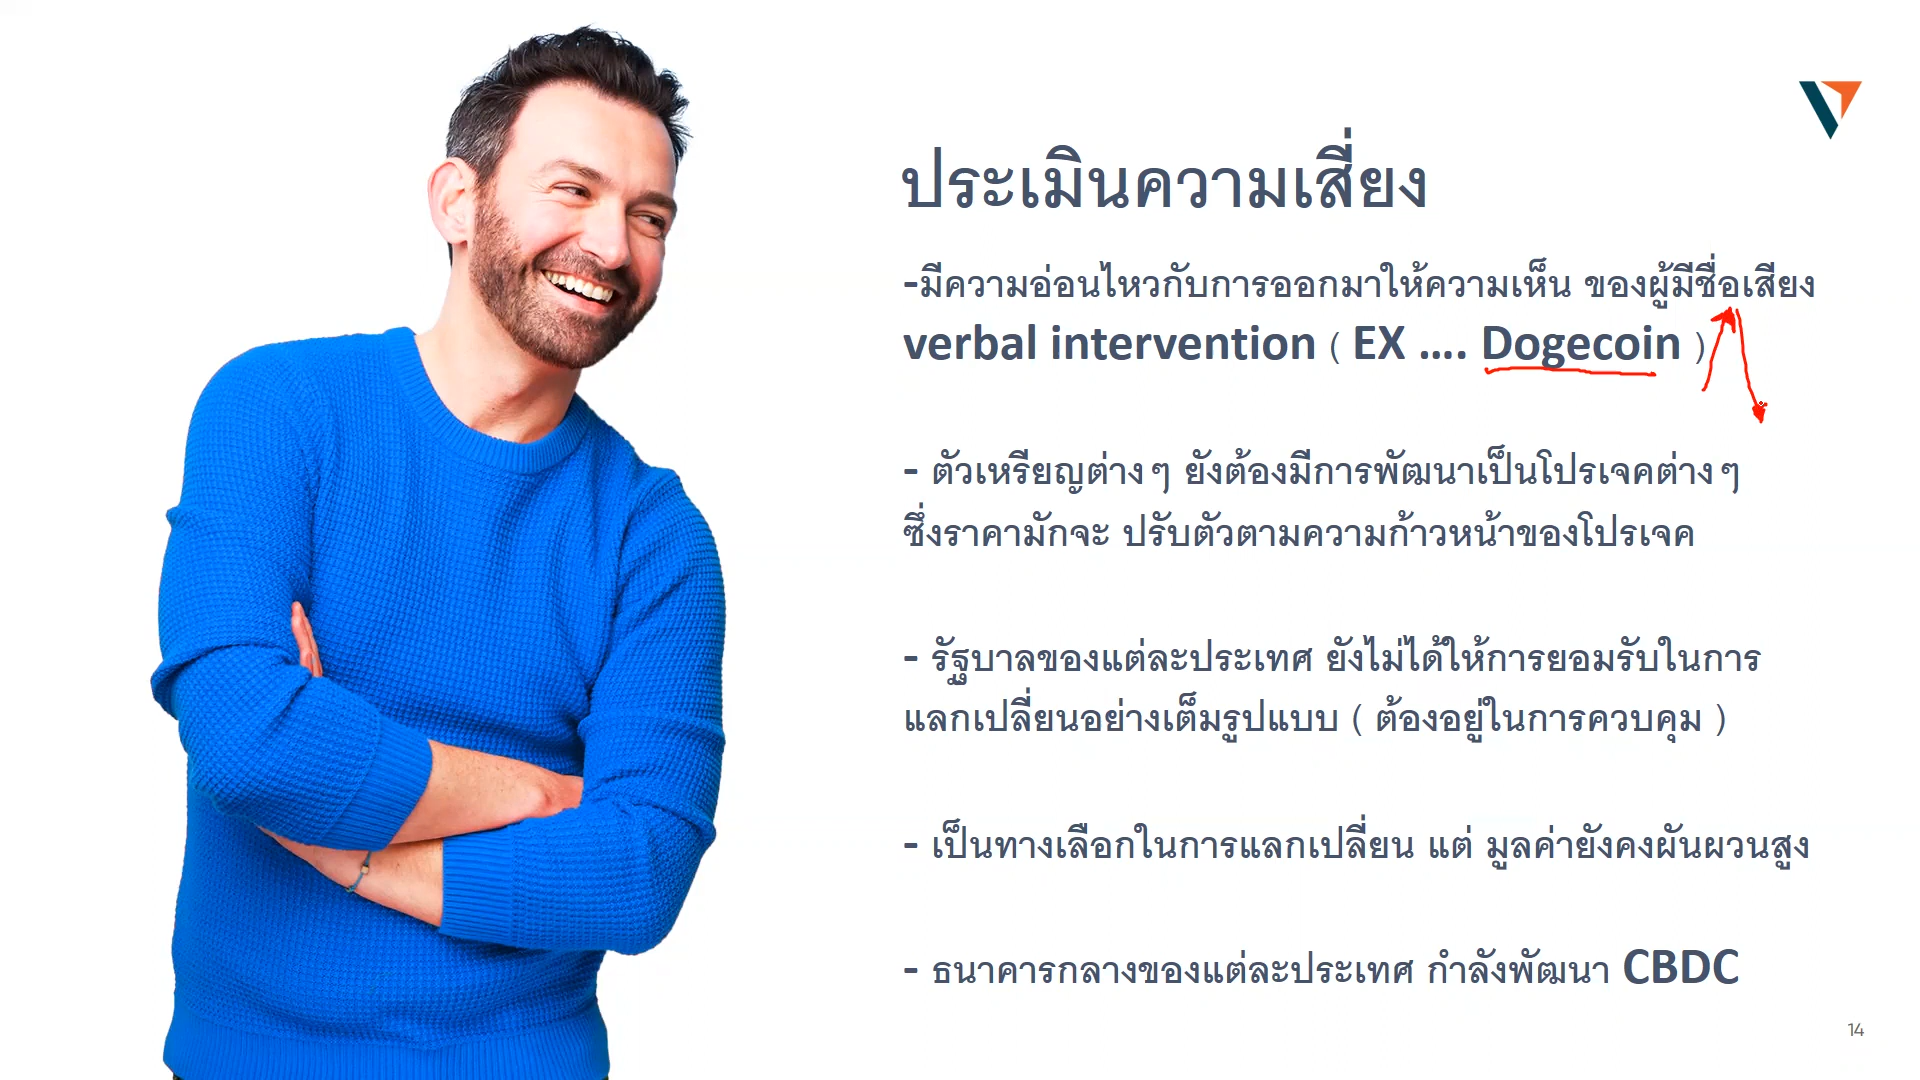 ประเมินความเสี่ยง
-มีความอ่อนไหวกับการออกมาให้ความเห็น ของผู้มีชื่อเสียง
verbal intervention ( EX .... Dogecoin )
- ตัวเหรียญต่างๆ ยังต้องมีการพัฒนาเป็นโปรเจคต่างๆ
ซึ่งราคามักจะ ปรับตัวตามความก้าวหน้าของโปรเจค
- รัฐบาลของแต่ละประเทศ ยังไม่ได้ให้การยอมรับในการ
แลกเปลี่ยนอย่างเต็มรูปแบบ ( ต้องอยู่ในการควบคุม )
- เป็นทางเลือกในการแลกเปลี่ยน แต่ มูลค่ายังคงผันผวนสูง
- ธนาคารกลางของแต่ละประเทศ กำลังพัฒนา CBDC
14